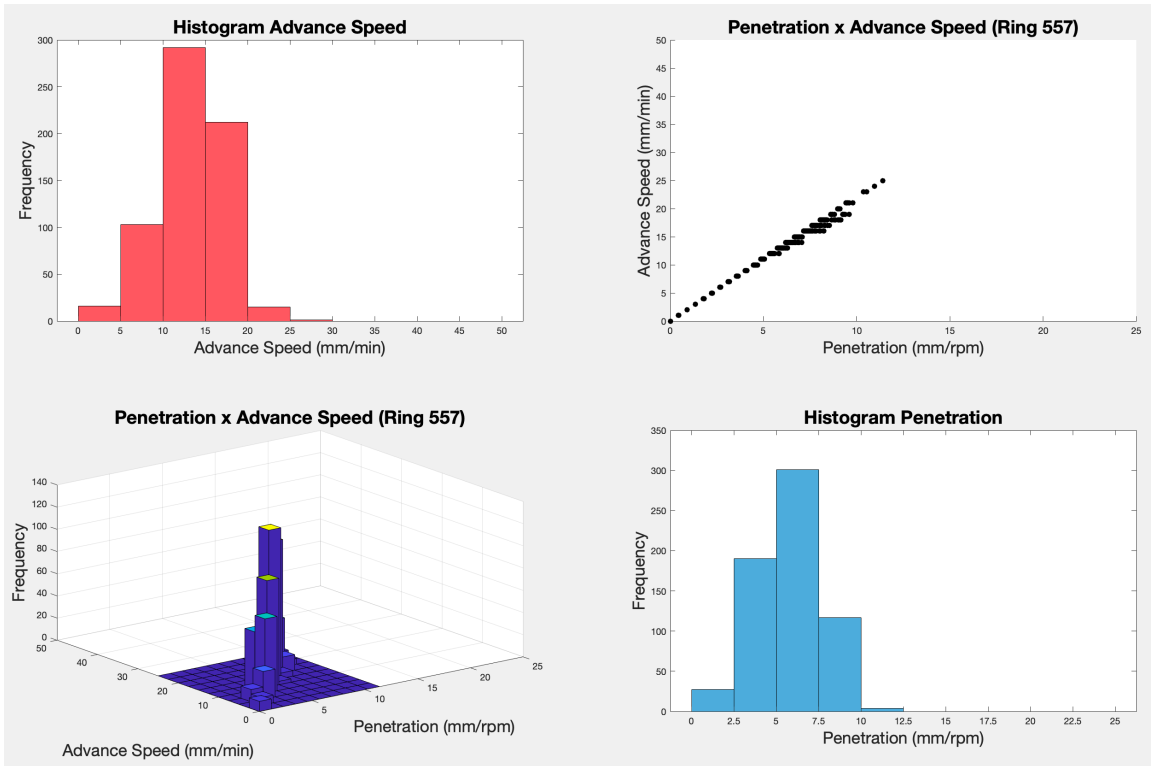 Histogram Advance Speed
300
250
200
150
100
50
0
Frequency
0 5 10 15 20 25 30 35 40 45 50
Advance Speed (mm/min)
Penetration x Advance Speed (Ring 557)
50
45
40
35
30
25
20
15
10
5
0
Advance Speed (mm/min)
0 5 10 15 20 25
Penetration (mm/rpm)
Penetration x Advance Speed (Ring 557)
140
120
100
80
60
40
20
0
Frequency
50 40 30 20 10 0
Advance Speed (mm/min)
0 5 10 15 20 25
Penetration (mm/rpm)
Histogram Penetration
350
300
250
200
150
100
50
0
Frequency
0 2.5 5 7.5 10 12.5 15 17.5 20 22.5 25
Penetration (mm/rpm)